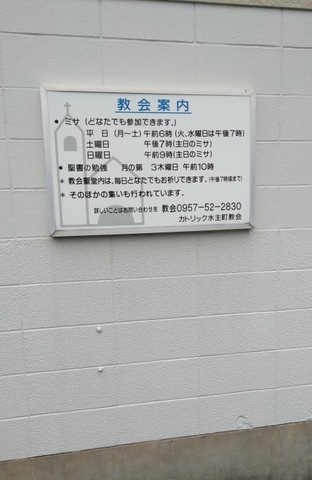 教会案内
● ミサ (どなたでも参加できます。)
平 日 (月～土) 午前6時 (火、水曜日は午後7時)
土曜日 午後7時(主日のミサ)
日曜日 午前9時(主日のミサ)
● 聖書の勉強 月の第 3木曜日 午前10時
* 教会聖堂内は、毎日どなたでもお祈りできます。(午後7時頃まで)
* そのほかの集いも行われています。
詳しいことはお問い合わせを 教会0957-52-2830
カトリック水主町教会